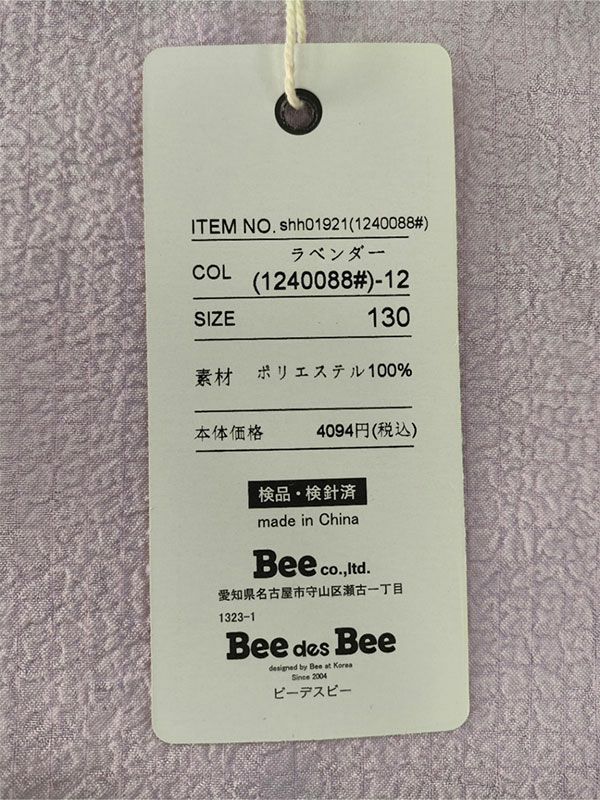 ITEM NO. shh01921(1240088#)
ラベンダー
COL (1240088#)-12
SIZE 130
素材 ポリエステル100%
本体価格 4094円(税込)
検品・検針済
made in China
Bee co.,ltd.
愛知県名古屋市守山区瀬古一丁目
1323-1
Bee des Bee
designed by Bee at Korea
Since 2004
ビーデスビー